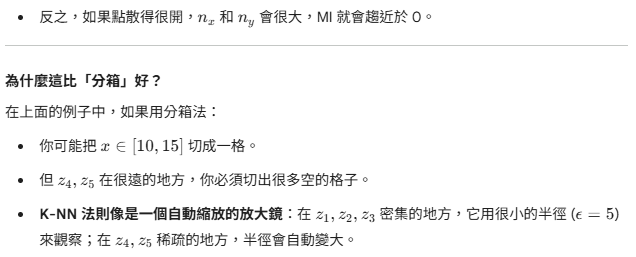 • 反之，如果點散得很開，n_x 和 n_y 會很大，MI 就會趨近於 0。
為什麼這比「分箱」好？
在上面的例子中，如果用分箱法：
• 你可能把 x ∈ [10, 15] 切成一格。
• 但 z_4, z_5 在很遠的地方，你必須切出很多空的格子。
• K-NN 法則像是一個自動縮放的放大鏡：在 z_1, z_2, z_3 密集的地方，它用很小的半徑 (ϵ = 5)
來觀察；在 z_4, z_5 稀疏的地方，半徑會自動變大。